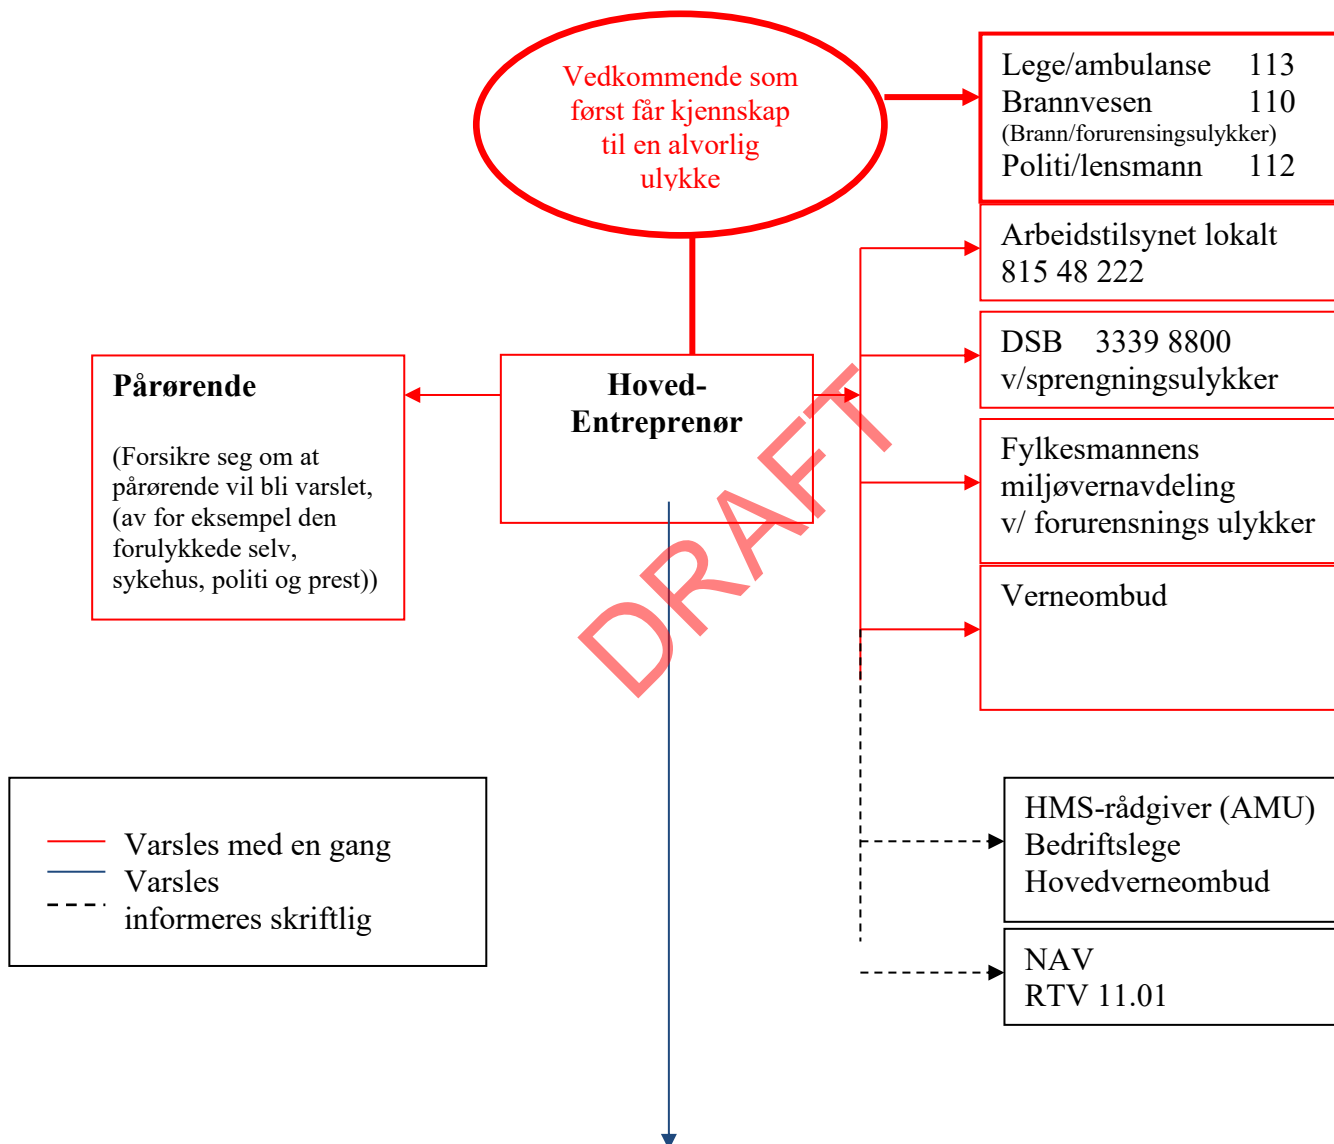 Vedkommende som
først får kjennskap
til en alvorlig
ulykke
Lege/ambulanse 113
Brannvesen 110
(Brann/forurensingsulykker)
Politi/lensmann 112
Arbeidstilsynet lokalt
815 48 222
DSB 3339 8800
v/sprengningsulykker
Fylkesmannens
miljøvernavdeling
v/ forurensnings ulykker
Verneombud
Pårørende
(Forsikre seg om at
pårørende vil bli varslet,
(av for eksempel den
forulykkede selv,
sykehus, politi og prest))
Hoved-
Entreprenør
DRAFT
HMS-rådgiver (AMU)
Bedriftslege
Hovedverneombud
NAV
RTV 11.01
Varsles med en gang
Varsles
informeres skriftlig